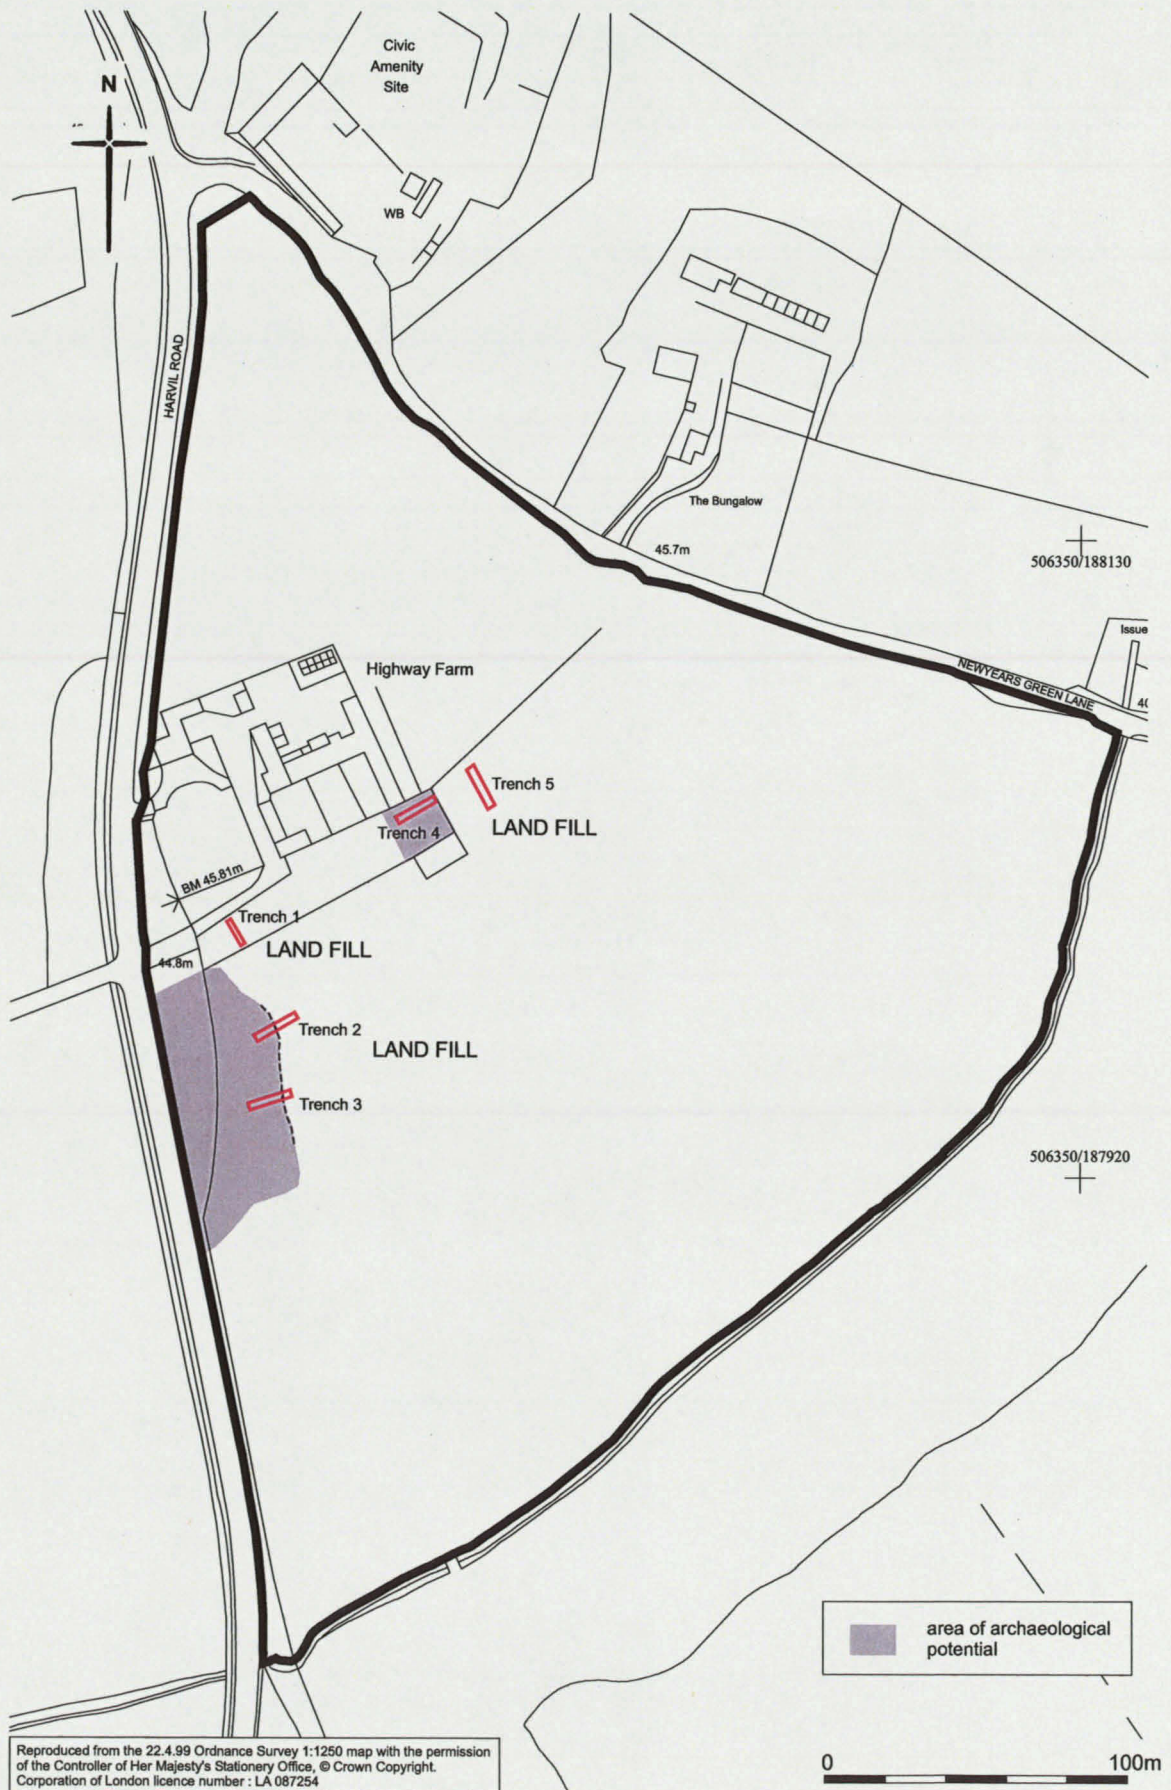 Civic
Amenity
Site
N
WB
HARVIL ROAD
The Bungalow
45.7m
506350/188130
Issue
NEWYEARS GREEN LANE
40
Highway Farm
Trench 5
LAND FILL
Trench 4
BM 45.81m
Trench 1
LAND FILL
44.8m
Trench 2
LAND FILL
Trench 3
506350/187920
area of archaeological
potential
Reproduced from the 22.4.99 Ordnance Survey 1:1250 map with the permission
of the Controller of Her Majesty's Stationery Office, © Crown Copyright.
Corporation of London licence number : LA 087254
0
100m